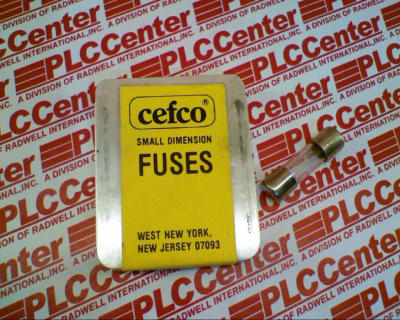 cefco®
SMALL DIMENSION
FUSES
WEST NEW YORK,
NEW JERSEY 07093
PLCCenter
A DIVISION OF RADWELL INTERNATIONAL, INC.